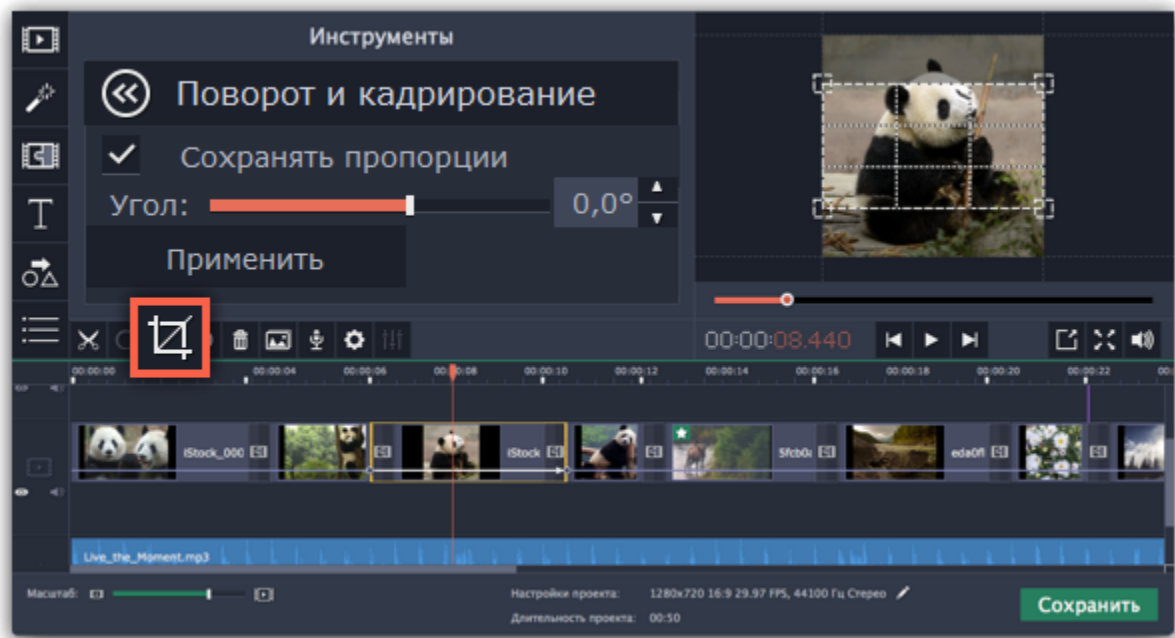 Инструменты
Поворот и кадрирование
Сохранять пропорции
Угол:
0,0°
Применить
00:00:08.440
00:00:00 00:00:04 00:00:06 00:00:08 00:00:10 00:00:12 00:00:14 00:00:16 00:00:18 00:00:20 00:00:22
iStock_000 iStock 5fcb0 eda0ff
Live_the_Moment.mp3
Масштаб:
Настройки проекта: 1280x720 16:9 29.97 FPS, 44100 Гц Стерео
Длительность проекта: 00:50
Сохранить